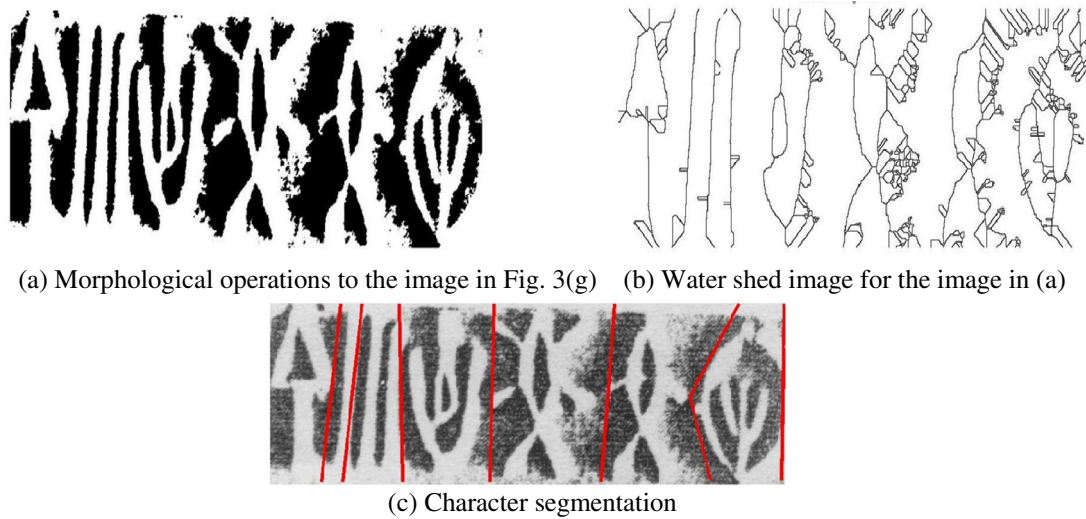 (a) Morphological operations to the image in Fig. 3(g) (b) Water shed image for the image in (a)
(c) Character segmentation